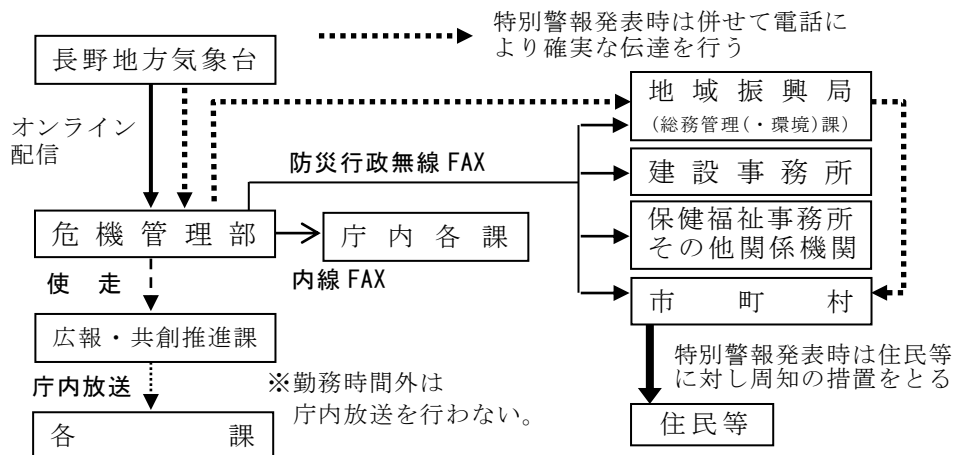 特別警報発表時は併せて電話に
より確実な伝達を行う
長野地方気象台
地域振興局
(総務管理(・環境)課)
オンライン
配信
防災行政無線 FAX
建設事務所
保健福祉事務所
その他関係機関
危機管理部
庁内各課
内線 FAX
使走
市町村
広報・共創推進課
特別警報発表時は住民等
に対し周知の措置をとる
庁内放送
※勤務時間外は
庁内放送を行わない。
各課
住民等